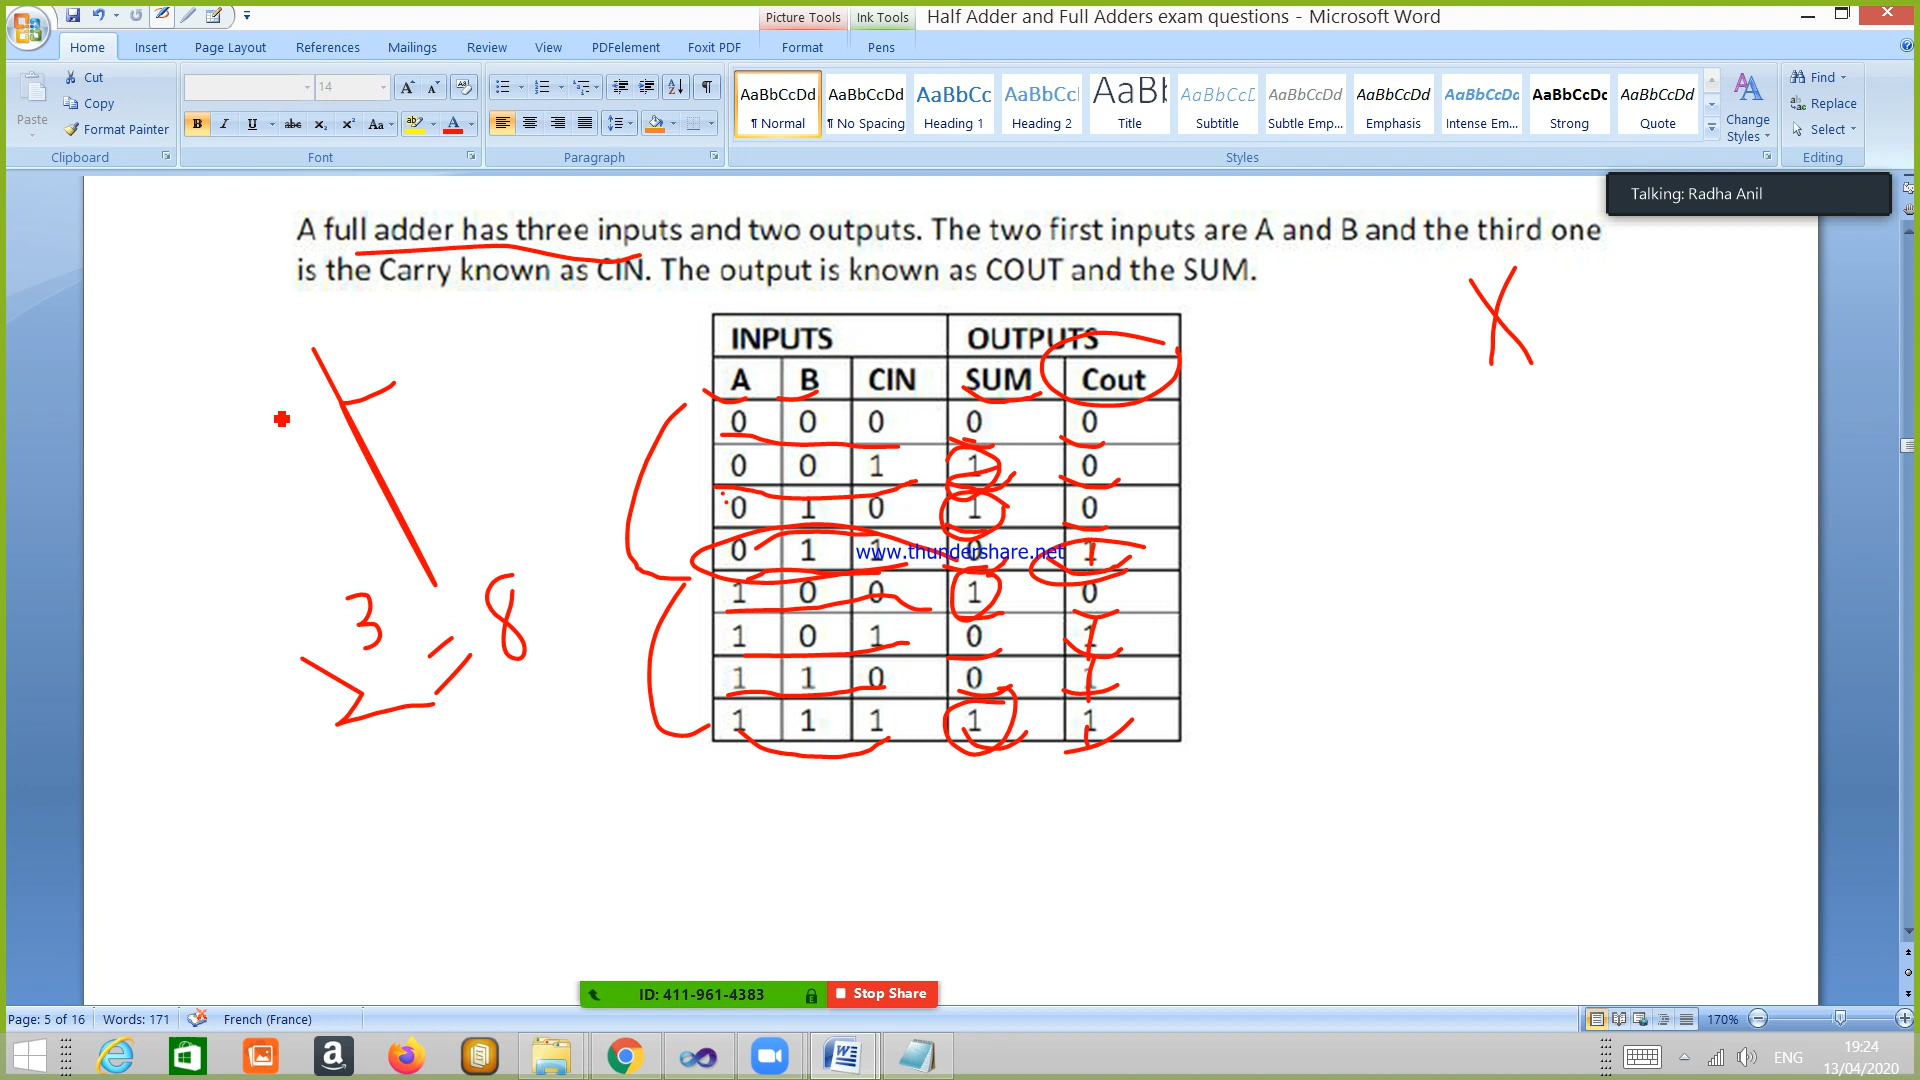 Half Adder and Full Adders exam questions - Microsoft Word
Picture Tools
Ink Tools
Home Insert Page Layout References Mailings Review View PDFelement Foxit PDF Format Pens
Paste
Cut
Copy
Format Painter
Clipboard
14
Font
Paragraph
AaBbCcDd AaBbCcDd AaBbCc AaBbCc AaB AaBbCcD AaBbCcDd AaBbCcDd AaBbCcDd AaBbCcDc AaBbCcDd
¶ Normal ¶ No Spacing Heading 1 Heading 2 Title Subtitle Subtle Emp... Emphasis Intense Em... Strong Quote
Change Styles
Styles
Find
Replace
Select
Editing
Talking: Radha Anil
A full adder has three inputs and two outputs. The two first inputs are A and B and the third one
is the Carry known as CIN. The output is known as COUT and the SUM.
X
INPUTS OUTPUTS
A B CIN SUM Cout
0 0 0 0 0
0 0 1 1 0
0 1 0 1 0
0 1 1 0 1
www.thundershare.net
1 0 0 1 0
1 0 1 0 1
1 1 0 0 1
1 1 1 1 1
2 3 = 8
ID: 411-961-4383
Stop Share
Page: 5 of 16 Words: 171 French (France) 170%
ENG
19:24
13/04/2020